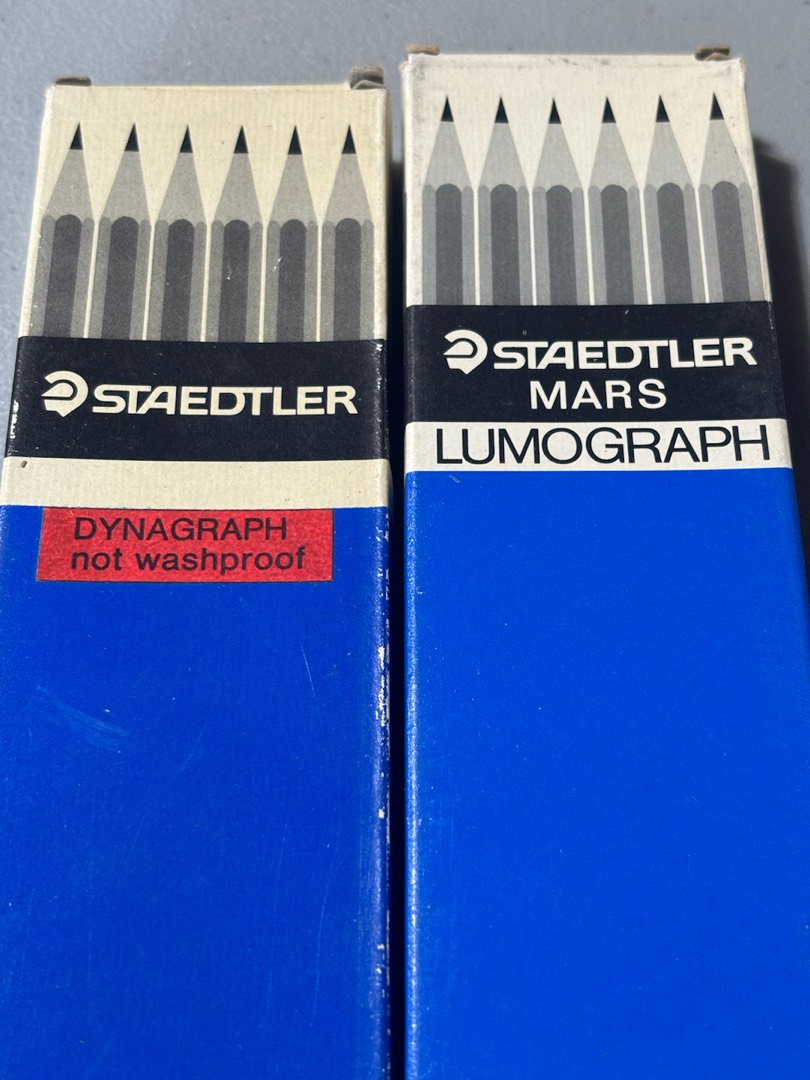 STAEDTLER
DYNAGRAPH
not washproof
STAEDTLER
MARS
LUMOGRAPH